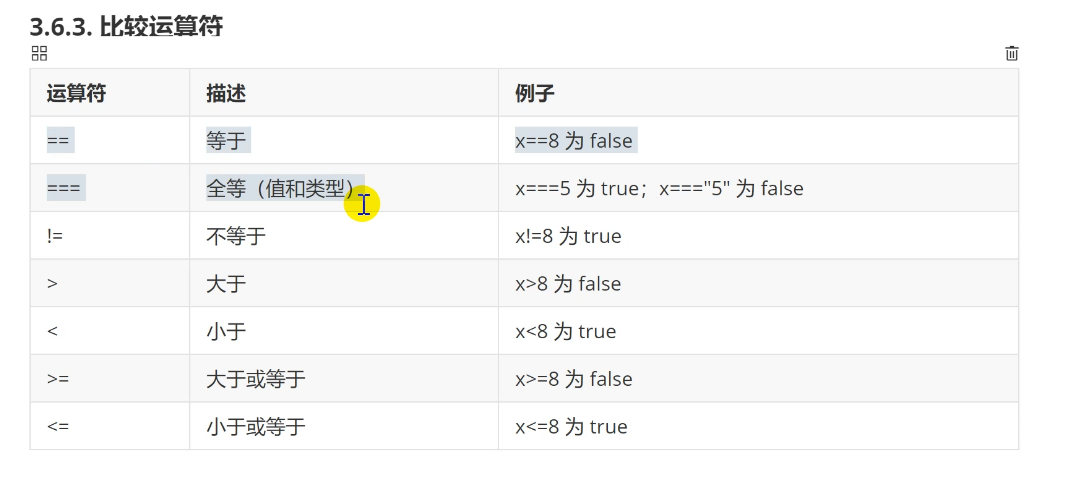 3.6.3. 比较运算符
运算符 描述 例子
== 等于 x==8 为 false
=== 全等（值和类型） x===5 为 true；x==="5" 为 false
!= 不等于 x!=8 为 true
> 大于 x>8 为 false
< 小于 x<8 为 true
>= 大于或等于 x>=8 为 false
<= 小于或等于 x<=8 为 true